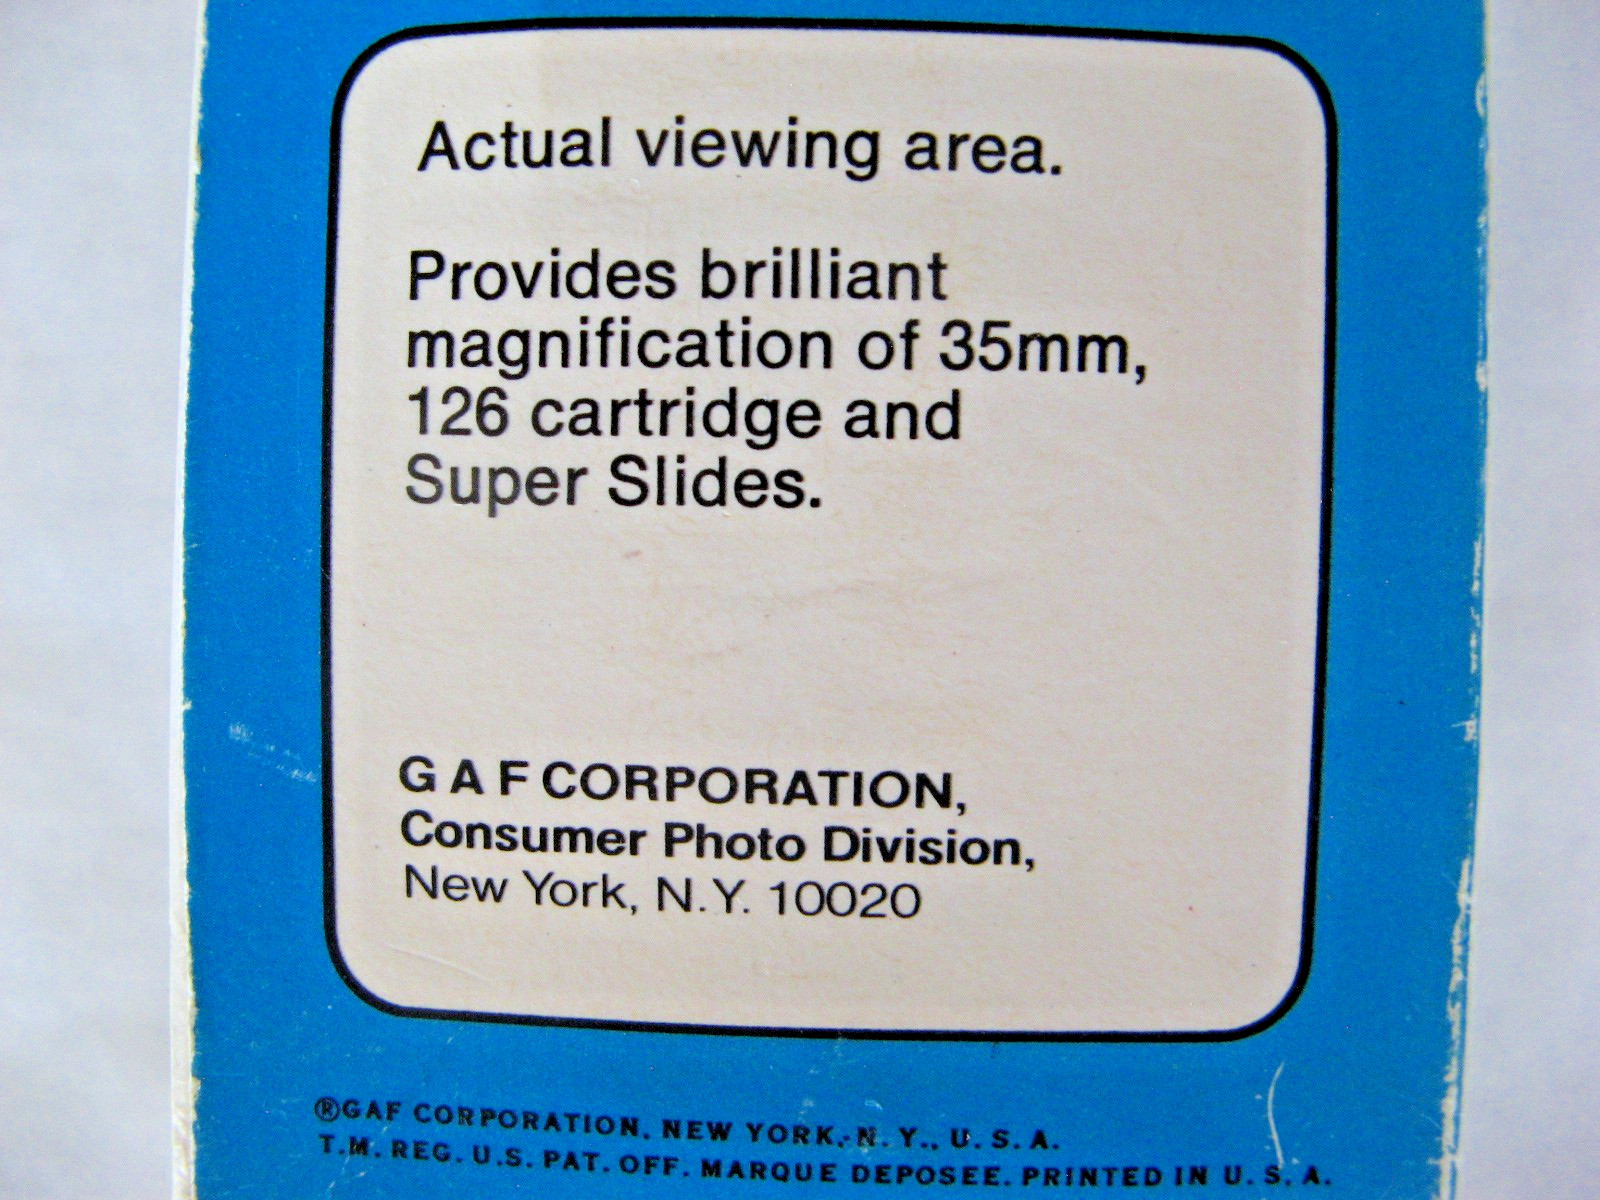 Actual viewing area.
Provides brilliant
magnification of 35mm,
126 cartridge and
Super Slides.
G A F CORPORATION,
Consumer Photo Division,
New York, N.Y. 10020
®GAF CORPORATION, NEW YORK, N. Y., U. S. A.
T.M. REG. U.S. PAT. OFF. MARQUE DEPOSEE. PRINTED IN U. S. A.